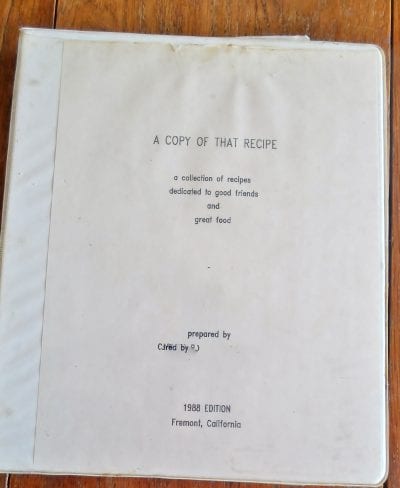 A COPY OF THAT RECIPE
a collection of recipes
dedicated to good friends
and
great food
prepared by
1988 EDITION
Fremont, California